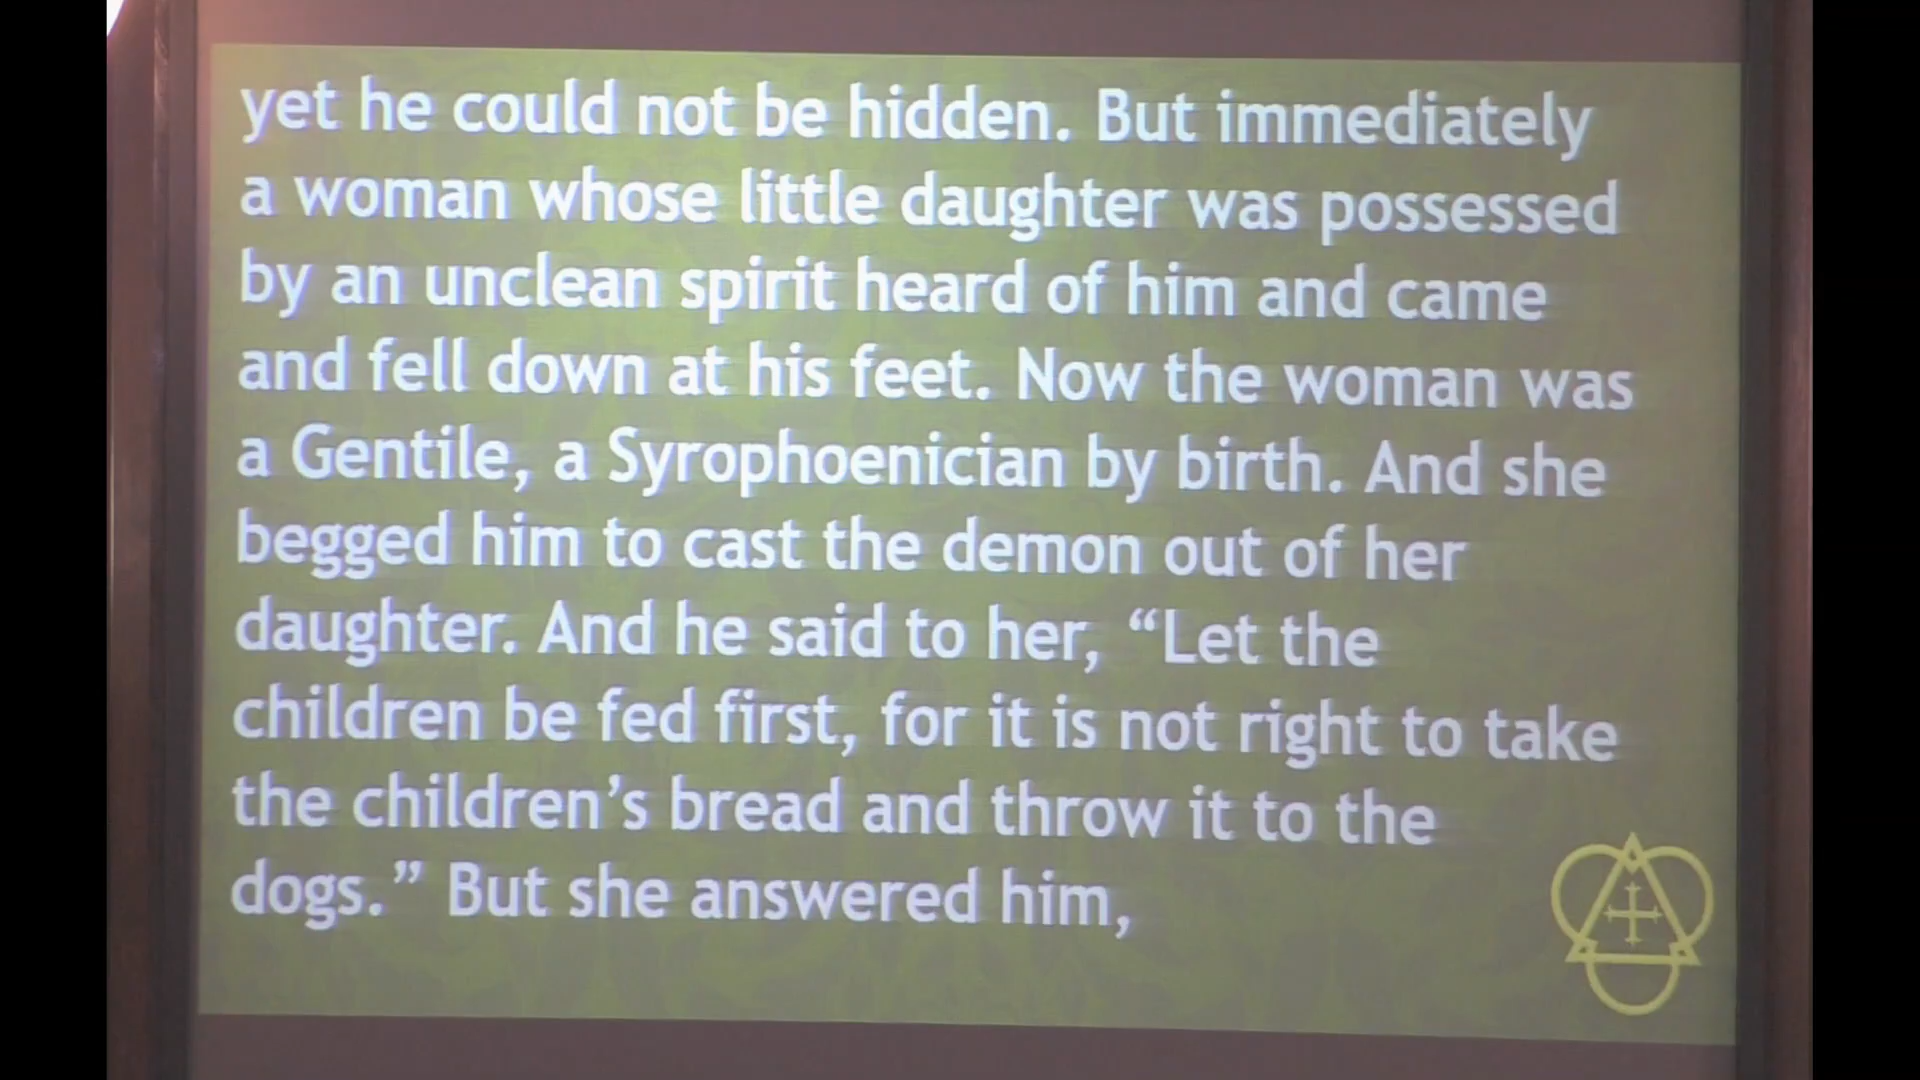 yet he could not be hidden. But immediately
a woman whose little daughter was possessed
by an unclean spirit heard of him and came
and fell down at his feet. Now the woman was
a Gentile, a Syrophoenician by birth. And she
begged him to cast the demon out of her
daughter. And he said to her, “Let the
children be fed first, for it is not right to take
the children’s bread and throw it to the
dogs.” But she answered him,